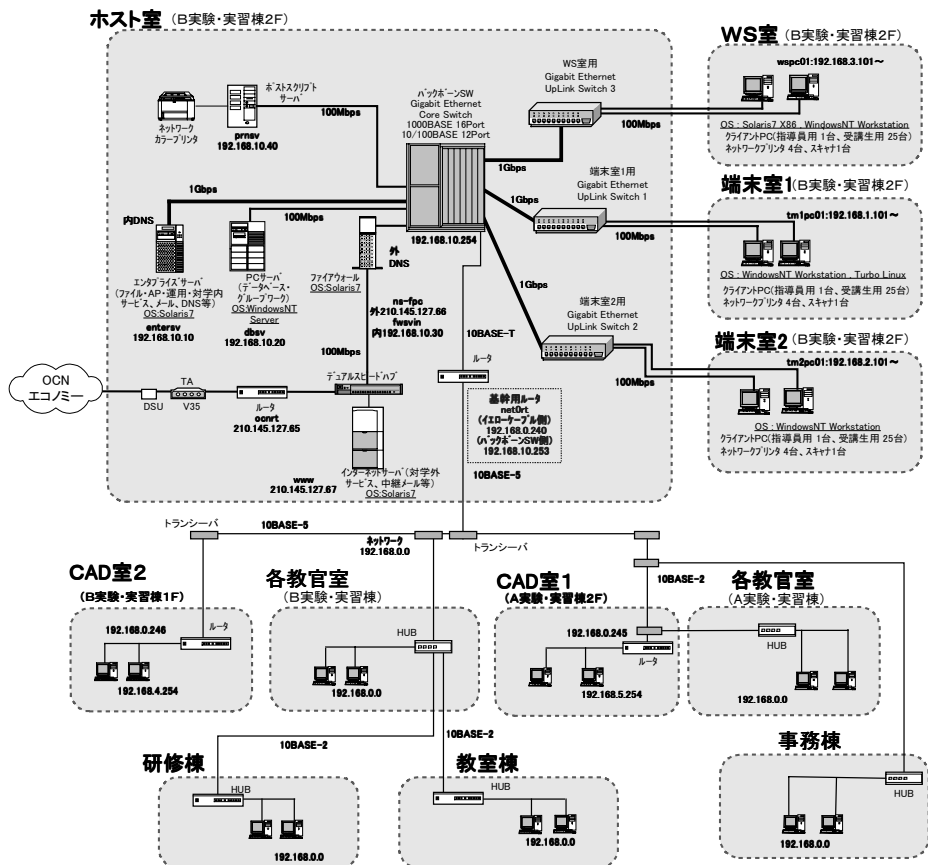 ホスト室 (B実験・実習棟2F)
ネットワーク
カラープリンタ
ポストスクリプト
サーバ
prnsv
192.168.10.40
100Mbps
バックボーンSW
Gigabit Ethernet
Core Switch
1000BASE 16Port
10/100BASE 12Port
192.168.10.254
WS室用
Gigabit Ethernet
UpLink Switch 3
1Gbps
100Mbps
端末室1用
Gigabit Ethernet
UpLink Switch 1
1Gbps
100Mbps
端末室2用
Gigabit Ethernet
UpLink Switch 2
1Gbps
100Mbps
WS室 (B実験・実習棟2F)
wspc01:192.168.3.101～
OS : Solaris7 X86 , WindowsNT Workstation
クライアントPC(指導員用 1台、受講生用 25台)
ネットワークプリンタ 4台、スキャナ1台
端末室1(B実験・実習棟2F)
tm1pc01:192.168.1.101～
OS : WindowsNT Workstation , Turbo Linux
クライアントPC(指導員用 1台、受講生用 25台)
ネットワークプリンタ 4台、スキャナ1台
端末室2 (B実験・実習棟2F)
tm2pc01:192.168.2.101～
OS : WindowsNT Workstation
クライアントPC(指導員用 1台、受講生用 25台)
ネットワークプリンタ 4台、スキャナ1台
1Gbps
内DNS
エンタプライズサーバ
(ファイル・AP・運用・対学内
サービス、メール、DNS等)
OS:Solaris7
entersv
192.168.10.10
100Mbps
PCサーバ
(データベース・
グループワーク)
OS:WindowsNT
Server
dbsv
192.168.10.20
外
DNS
ファイアウォール
OS:Solaris7
ns-fpc
外210.145.127.66
fwsvin
内192.168.10.30
100Mbps
10BASE-T
ルータ
基幹用ルータ
net0rt
(イエローケーブル側)
192.168.0.240
(バックボーンSW側)
192.168.10.253
10BASE-5
OCN
エコノミー
DSU
TA
V35
ルータ
ocnrt
210.145.127.65
デュアルスピードハブ
インターネットサーバ(対学外
サービス、中継メール等)
OS:Solaris7
www
210.145.127.67
トランシーバ
10BASE-5
ネットワーク
192.168.0.0
トランシーバ
10BASE-2
CAD室2
(B実験・実習棟1F)
192.168.0.246
ルータ
192.168.4.254
各教官室
(B実験・実習棟)
HUB
192.168.0.0
CAD室1
(A実験・実習棟2F)
192.168.0.245
ルータ
192.168.5.254
各教官室
(A実験・実習棟)
HUB
192.168.0.0
10BASE-2
研修棟
HUB
192.168.0.0
教室棟
HUB
192.168.0.0
事務棟
HUB
192.168.0.0